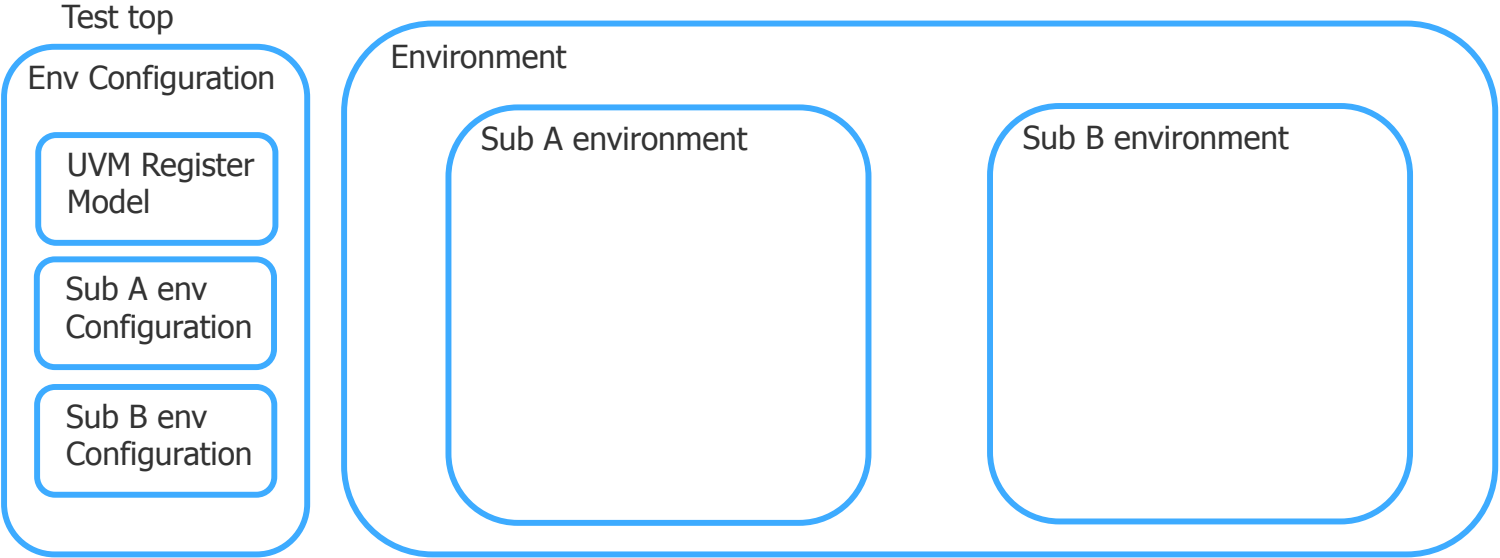 Test top
Env Configuration
UVM Register
Model
Sub A env
Configuration
Sub B env
Configuration
Environment
Sub A environment
Sub B environment